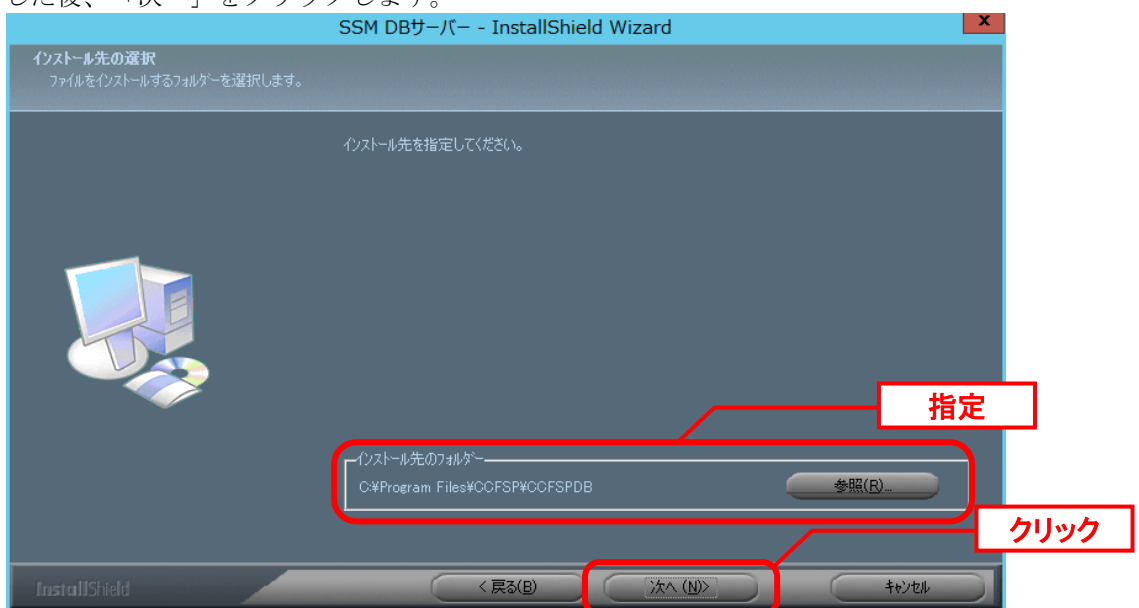 した後、「次へ」をクリックします。
SSM DBサーバー - InstallShield Wizard
x
インストール先の選択
ファイルをインストールするフォルダーを選択します。
インストール先を指定してください。
指定
インストール先のフォルダー
C:¥Program Files¥CCFSP¥CCFSPDB
参照(R)...
クリック
InstallShield
< 戻る(B)
次へ (N)>
キャンセル